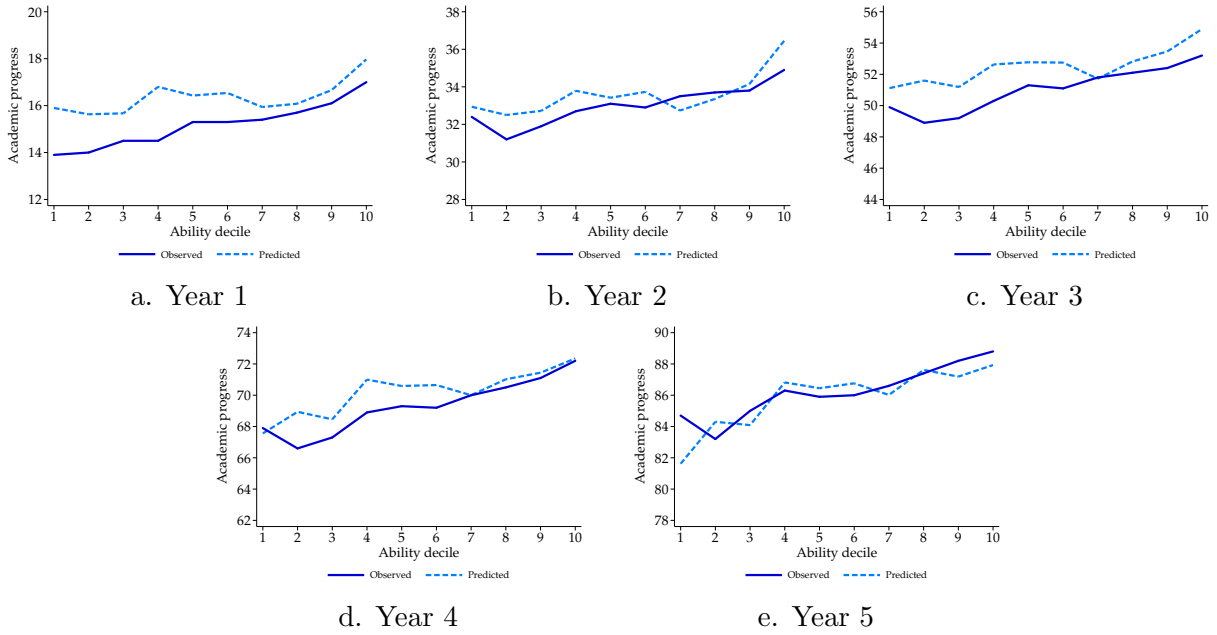 20
18
16
14
12
Academic progress
1 2 3 4 5 6 7 8 9 10
Ability decile
Observed Predicted
a. Year 1
38
36
34
32
30
28
Academic progress
1 2 3 4 5 6 7 8 9 10
Ability decile
Observed Predicted
b. Year 2
56
54
52
50
48
46
44
Academic progress
1 2 3 4 5 6 7 8 9 10
Ability decile
Observed Predicted
c. Year 3
74
72
70
68
66
64
62
Academic progress
1 2 3 4 5 6 7 8 9 10
Ability decile
Observed Predicted
d. Year 4
90
88
86
84
82
80
78
Academic progress
1 2 3 4 5 6 7 8 9 10
Ability decile
Observed Predicted
e. Year 5